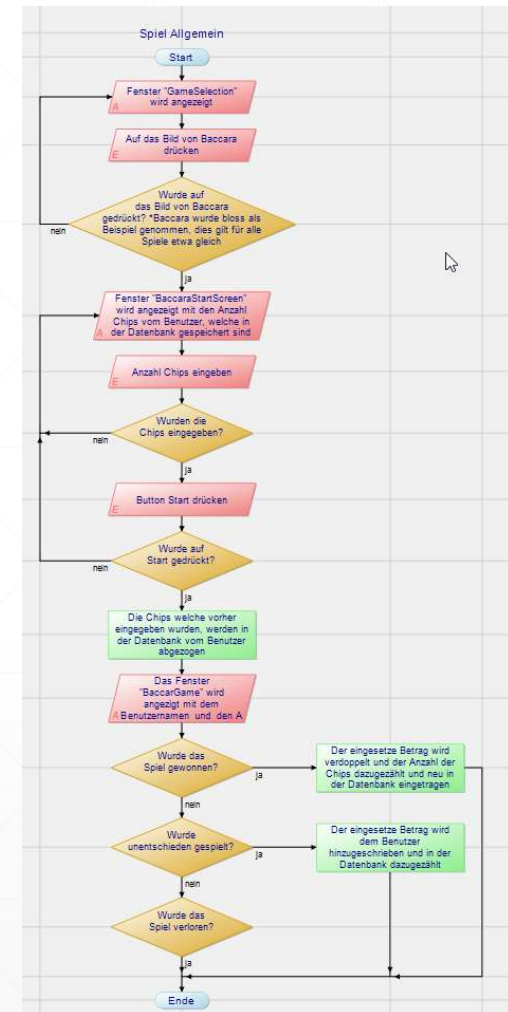 Spiel Allgemein
Start
Fenster "GameSelection"
wird angezeigt
A
Auf das Bild von Baccara
drücken
E
Wurde auf
das Bild von Baccara
gedrückt? *Baccara wurde bloss als
Beispiel genommen, dies gilt für alle
Spiele etwa gleich
nein
ja
Fenster "BaccaraStartScreen"
wird angezeigt mit den Anzahl
Chips vom Benutzer, welche in
der Datenbank gespeichert sind
A
Anzahl Chips eingeben
E
Wurden die
Chips eingegeben?
nein
ja
Button Start drücken
E
Wurde auf
Start gedrückt?
nein
ja
Die Chips welche vorher
eingegeben wurden, werden in
der Datenbank vom Benutzer
abgezogen
Das Fenster
"BaccarGame" wird
angezigt mit dem
A Benutzernamen und den A
Wurde das
Spiel gewonnen?
ja
Der eingesetze Betrag wird
verdoppelt und der Anzahl der
Chips dazugezählt und neu in
der Datenbank eingetragen
nein
Wurde
unentschieden gespielt?
ja
Der eingesetze Betrag wird
dem Benutzer
hinzugeschrieben und in der
Datenbank dazugezählt
nein
Wurde das
Spiel verloren?
ja
Ende